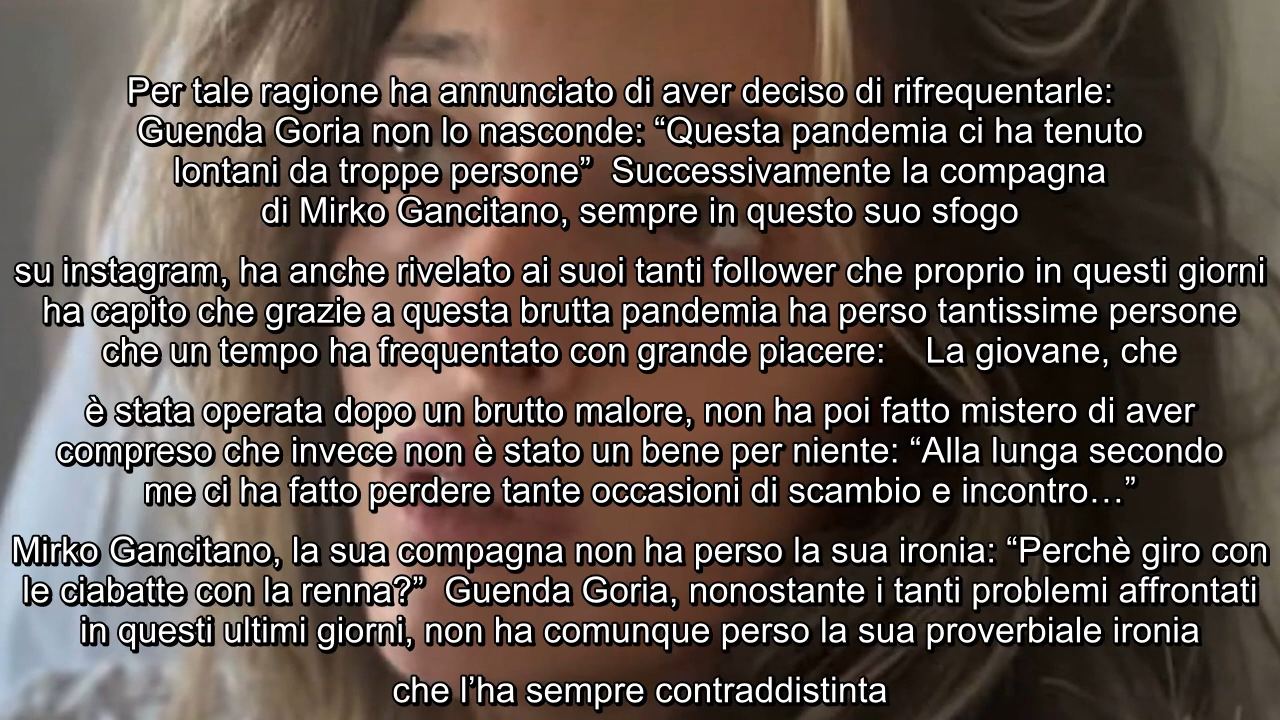 Per tale ragione ha annunciato di aver deciso di rifrequentarle:
Guenda Goria non lo nasconde: “Questa pandemia ci ha tenuto
lontani da troppe persone”  Successivamente la compagna
di Mirko Gancitano, sempre in questo suo sfogo
su instagram, ha anche rivelato ai suoi tanti follower che proprio in questi giorni
ha capito che grazie a questa brutta pandemia ha perso tantissime persone
che un tempo ha frequentato con grande piacere:    La giovane, che
è stata operata dopo un brutto malore, non ha poi fatto mistero di aver
compreso che invece non è stato un bene per niente: “Alla lunga secondo
me ci ha fatto perdere tante occasioni di scambio e incontro…”
Mirko Gancitano, la sua compagna non ha perso la sua ironia: “Perchè giro con
le ciabatte con la renna?”  Guenda Goria, nonostante i tanti problemi affrontati
in questi ultimi giorni, non ha comunque perso la sua proverbiale ironia
che l’ha sempre contraddistinta